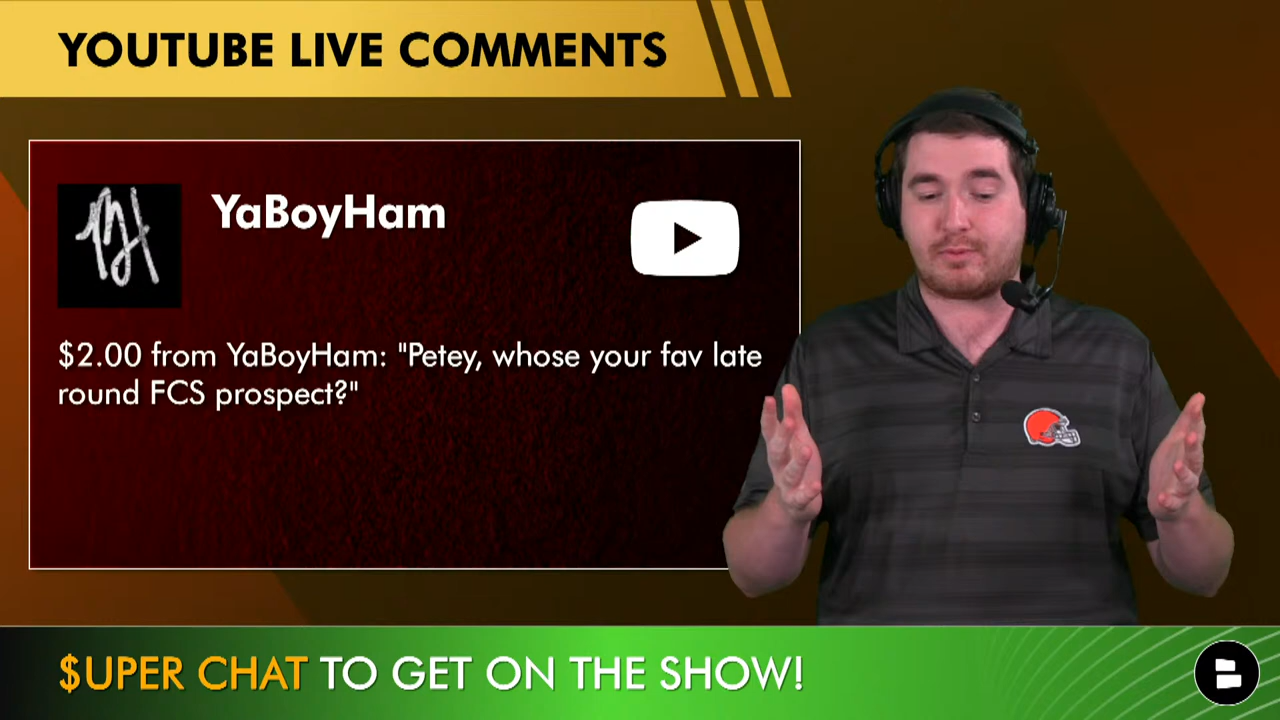 YOUTUBE LIVE COMMENTS
YaBoyHam
$2.00 from YaBoyHam: "Petey, whose your fav late
round FCS prospect?"
$UPER CHAT TO GET ON THE SHOW!